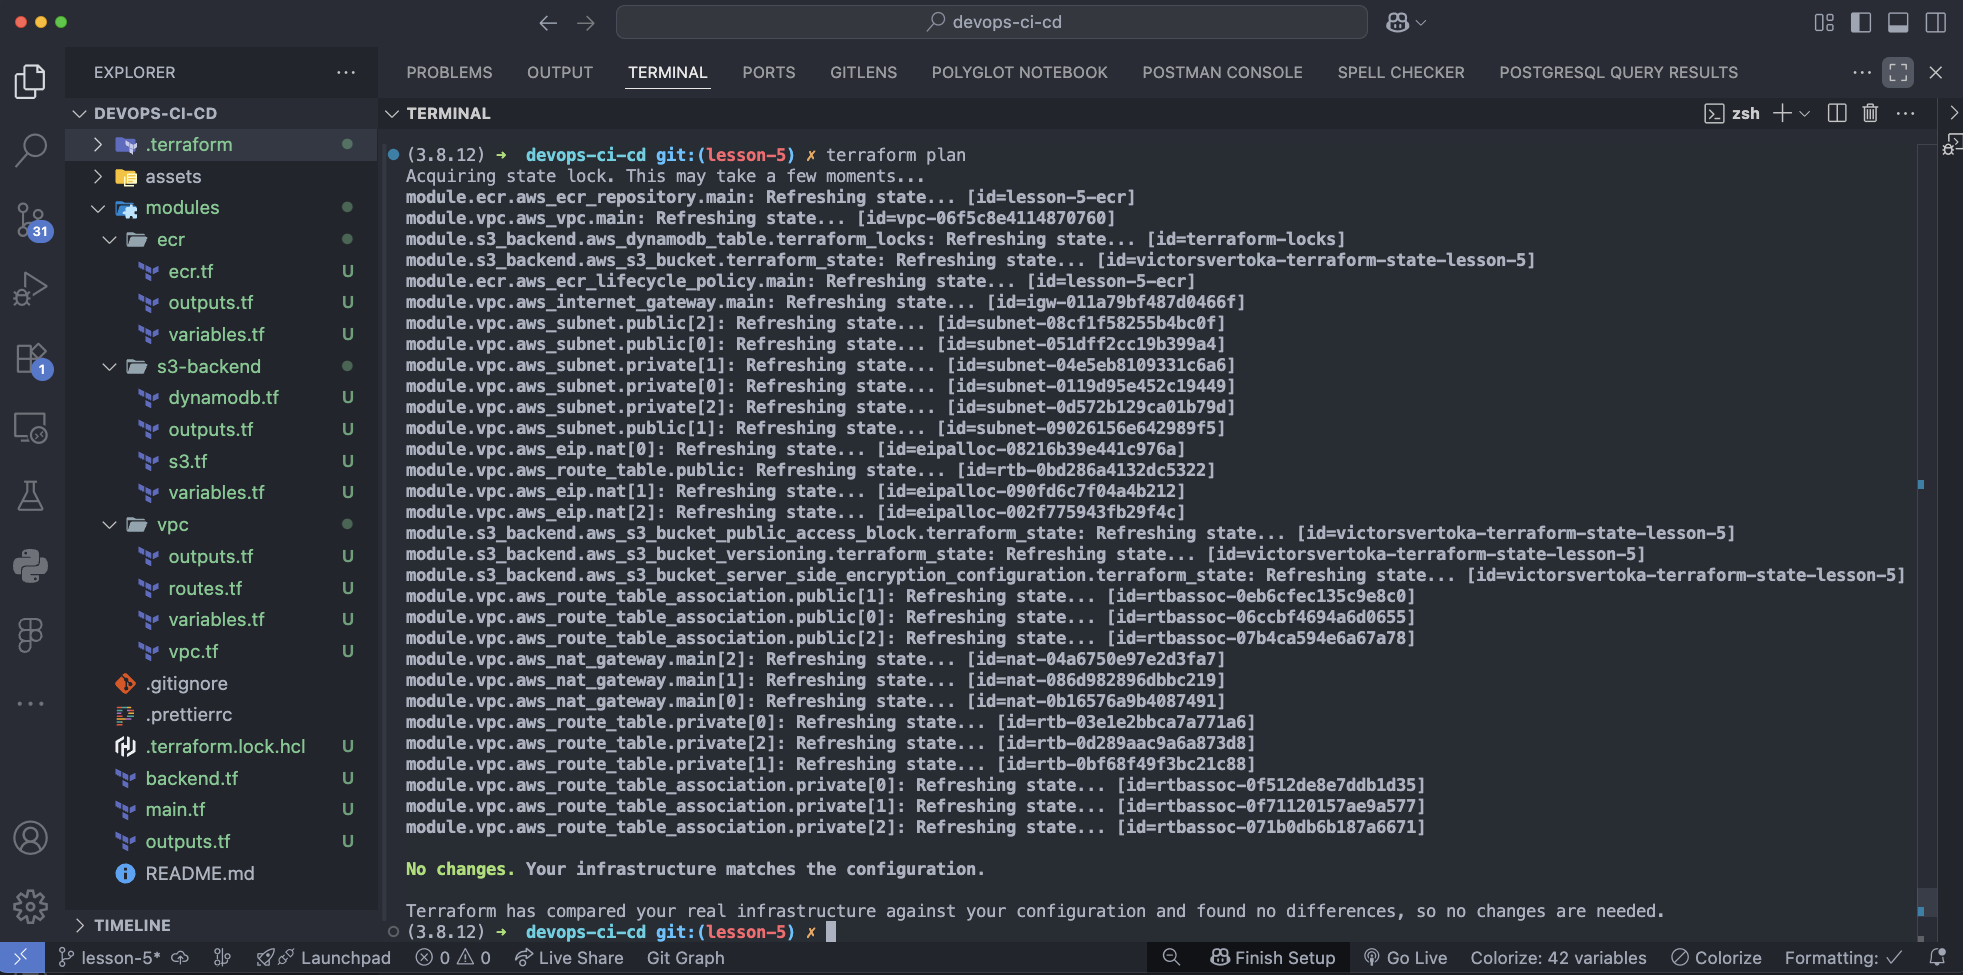 devops-ci-cd
EXPLORER
PROBLEMS OUTPUT TERMINAL PORTS GITLENS POLYGLOT NOTEBOOK POSTMAN CONSOLE SPELL CHECKER POSTGRESQL QUERY RESULTS
DEVOPS-CI-CD
.terraform
assets
modules
ecr
ecr.tf U
outputs.tf U
variables.tf U
s3-backend
dynamodb.tf U
outputs.tf U
s3.tf U
variables.tf U
vpc
outputs.tf U
routes.tf U
variables.tf U
vpc.tf U
.gitignore
.prettierrc
.terraform.lock.hcl U
backend.tf U
main.tf U
outputs.tf U
README.md
TIMELINE
31
1
TERMINAL
zsh
(3.8.12) ➜ devops-ci-cd git:(lesson-5) ✗ terraform plan
Acquiring state lock. This may take a few moments...
module.ecr.aws_ecr_repository.main: Refreshing state... [id=lesson-5-ecr]
module.vpc.aws_vpc.main: Refreshing state... [id=vpc-06f5c8e4114870760]
module.s3_backend.aws_dynamodb_table.terraform_locks: Refreshing state... [id=terraform-locks]
module.s3_backend.aws_s3_bucket.terraform_state: Refreshing state... [id=victorsvertoka-terraform-state-lesson-5]
module.ecr.aws_ecr_lifecycle_policy.main: Refreshing state... [id=lesson-5-ecr]
module.vpc.aws_internet_gateway.main: Refreshing state... [id=igw-011a79bf487d0466f]
module.vpc.aws_subnet.public[2]: Refreshing state... [id=subnet-08cf1f58255b4bc0f]
module.vpc.aws_subnet.public[0]: Refreshing state... [id=subnet-051dff2cc19b399a4]
module.vpc.aws_subnet.private[1]: Refreshing state... [id=subnet-04e5eb8109331c6a6]
module.vpc.aws_subnet.private[0]: Refreshing state... [id=subnet-0119d95e452c19449]
module.vpc.aws_subnet.private[2]: Refreshing state... [id=subnet-0d572b129ca01b79d]
module.vpc.aws_subnet.public[1]: Refreshing state... [id=subnet-09026156e642989f5]
module.vpc.aws_eip.nat[0]: Refreshing state... [id=eipalloc-08216b39e441c976a]
module.vpc.aws_route_table.public: Refreshing state... [id=rtb-0bd286a4132dc5322]
module.vpc.aws_eip.nat[1]: Refreshing state... [id=eipalloc-090fd6c7f04a4b212]
module.vpc.aws_eip.nat[2]: Refreshing state... [id=eipalloc-002f775943fb29f4c]
module.s3_backend.aws_s3_bucket_public_access_block.terraform_state: Refreshing state... [id=victorsvertoka-terraform-state-lesson-5]
module.s3_backend.aws_s3_bucket_versioning.terraform_state: Refreshing state... [id=victorsvertoka-terraform-state-lesson-5]
module.s3_backend.aws_s3_bucket_server_side_encryption_configuration.terraform_state: Refreshing state... [id=victorsvertoka-terraform-state-lesson-5]
module.vpc.aws_route_table_association.public[1]: Refreshing state... [id=rtbassoc-0eb6cfec135c9e8c0]
module.vpc.aws_route_table_association.public[0]: Refreshing state... [id=rtbassoc-06ccbf4694a6d0655]
module.vpc.aws_route_table_association.public[2]: Refreshing state... [id=rtbassoc-07b4ca594e6a67a78]
module.vpc.aws_nat_gateway.main[2]: Refreshing state... [id=nat-04a6750e97e2d3fa7]
module.vpc.aws_nat_gateway.main[1]: Refreshing state... [id=nat-086d982896dbbc219]
module.vpc.aws_nat_gateway.main[0]: Refreshing state... [id=nat-0b16576a9b4087491]
module.vpc.aws_route_table.private[0]: Refreshing state... [id=rtb-03e1e2bbca7a771a6]
module.vpc.aws_route_table.private[2]: Refreshing state... [id=rtb-0d289aac9a6a873d8]
module.vpc.aws_route_table.private[1]: Refreshing state... [id=rtb-0bf68f49f3bc21c88]
module.vpc.aws_route_table_association.private[0]: Refreshing state... [id=rtbassoc-0f512de8e7ddb1d35]
module.vpc.aws_route_table_association.private[1]: Refreshing state... [id=rtbassoc-0f71120157ae9a577]
module.vpc.aws_route_table_association.private[2]: Refreshing state... [id=rtbassoc-071b0db6b187a6671]
No changes. Your infrastructure matches the configuration.
Terraform has compared your real infrastructure against your configuration and found no differences, so no changes are needed.
(3.8.12) ➜ devops-ci-cd git:(lesson-5) ✗
lesson-5* Launchpad 0 0 Live Share Git Graph Finish Setup Go Live Colorize: 42 variables Colorize Formatting: ✓